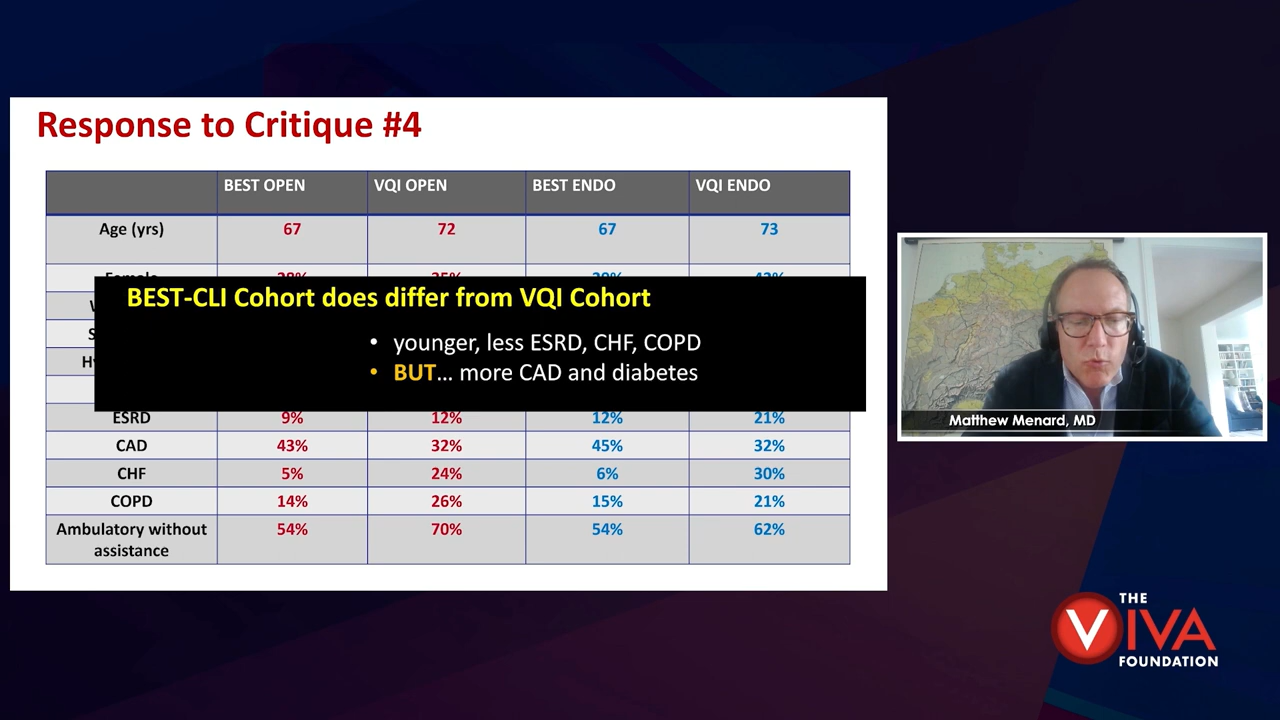 Response to Critique #4
BEST OPEN VQI OPEN BEST ENDO VQI ENDO
Age (yrs) 67 72 67 73
BEST-CLI Cohort does differ from VQI Cohort
• younger, less ESRD, CHF, COPD
• BUT... more CAD and diabetes
ESRD 9% 12% 12% 21%
CAD 43% 32% 45% 32%
CHF 5% 24% 6% 30%
COPD 14% 26% 15% 21%
Ambulatory without
assistance 54% 70% 54% 62%
Matthew Menard, MD
THE
VIVA
FOUNDATION